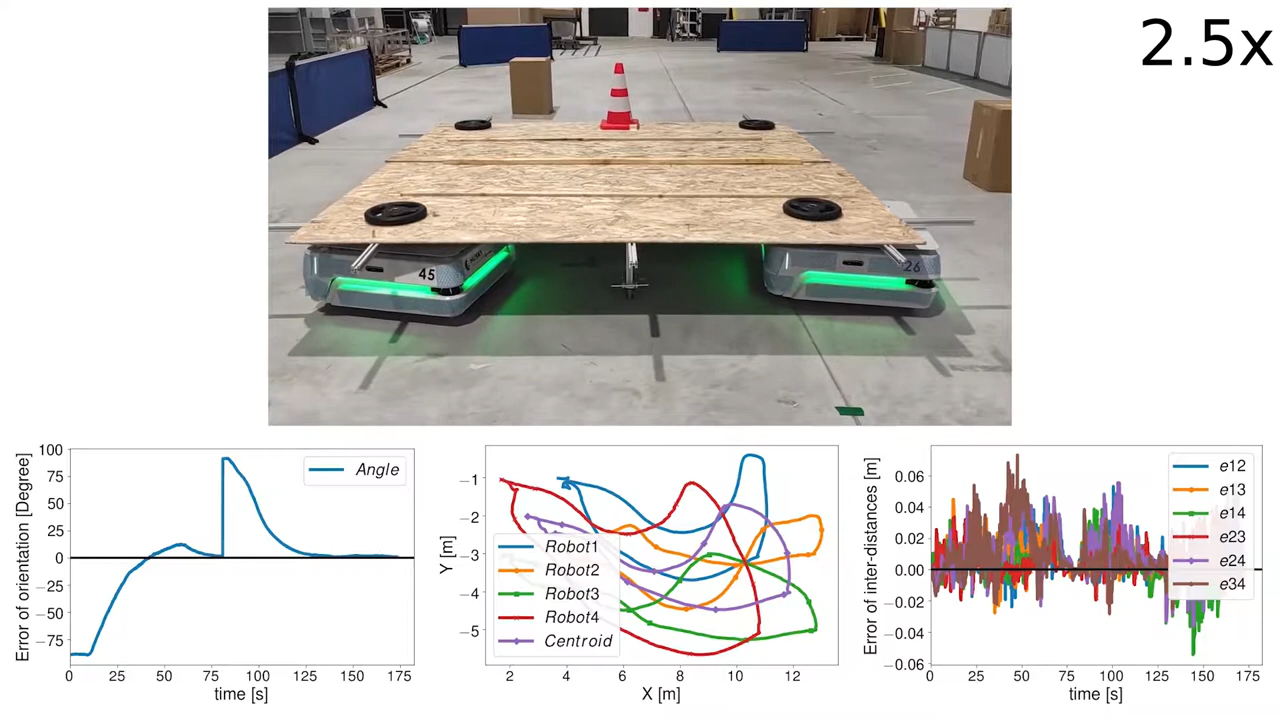 2.5x
45
26
Error of orientation [Degree]
100
75
50
25
0
−25
−50
−75
Angle
0 25 50 75 100 125 150 175
time [s]
Y [m]
−1
−2
−3
−4
−5
Robot1
Robot2
Robot3
Robot4
Centroid
2 4 6 8 10 12
X [m]
Error of inter-distances [m]
0.06
0.04
0.02
0.00
−0.02
−0.04
−0.06
e12
e13
e14
e23
e24
e34
0 25 50 75 100 125 150 175
time [s]